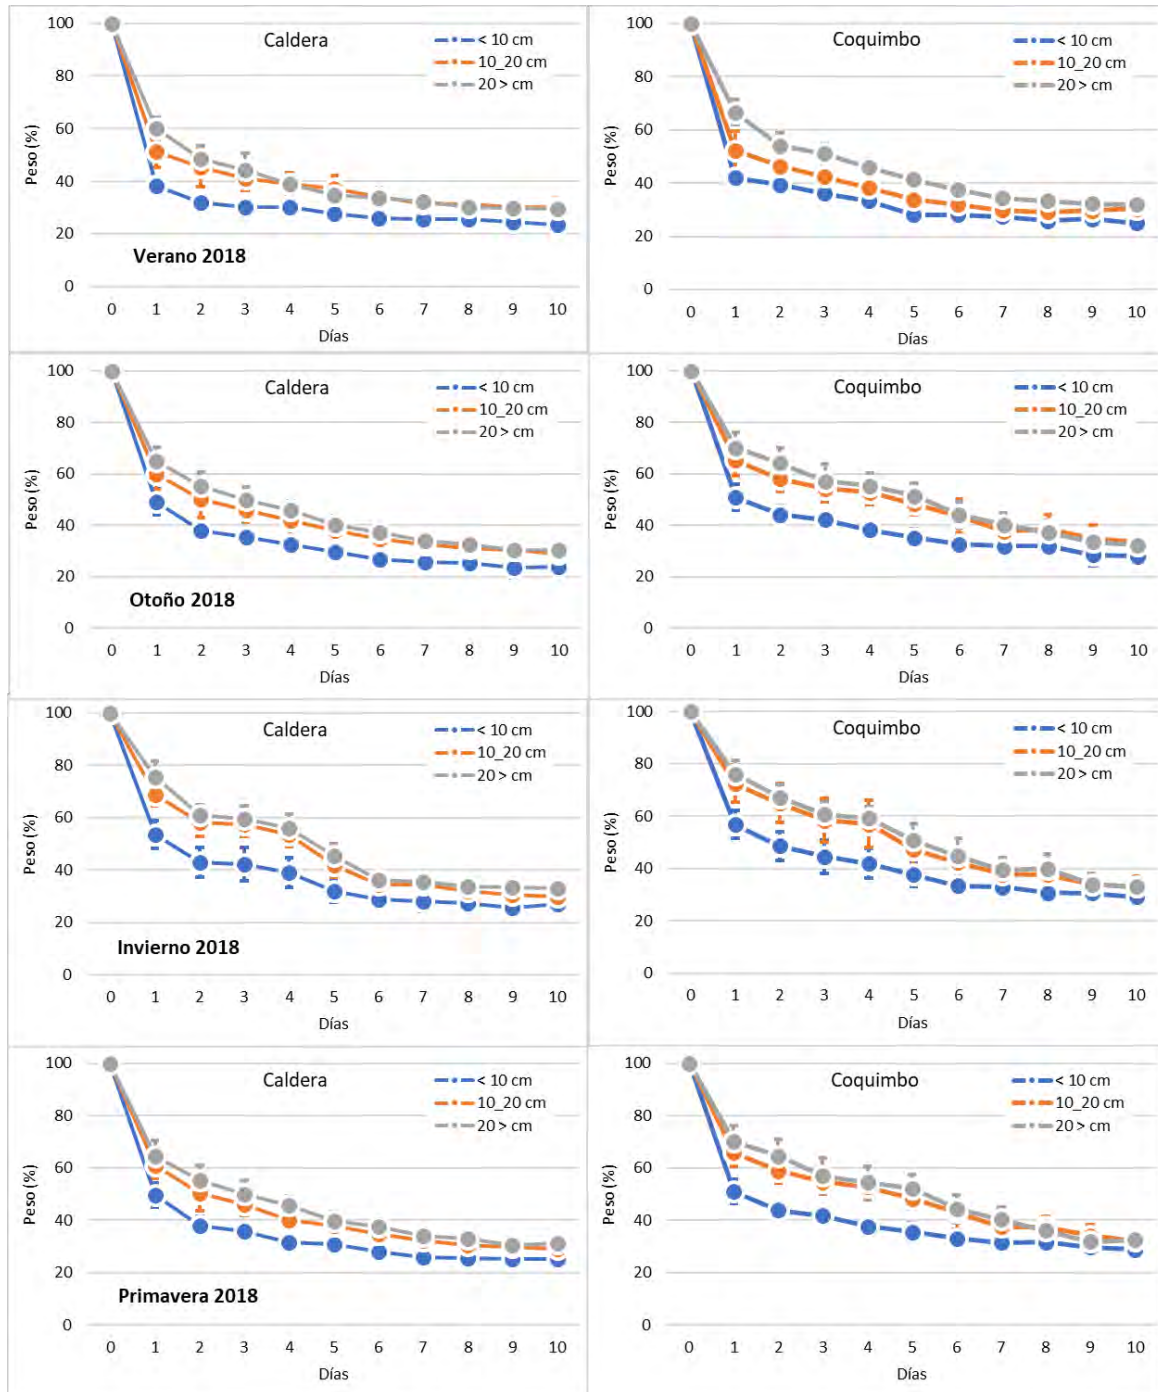 Caldera
< 10 cm
10_20 cm
20 > cm
Peso (%)
100
80
60
40
20
0
Verano 2018
0 1 2 3 4 5 6 7 8 9 10
Días
Coquimbo
< 10 cm
10_20 cm
20 > cm
Peso (%)
100
80
60
40
20
0
0 1 2 3 4 5 6 7 8 9 10
Días
Caldera
< 10 cm
10_20 cm
20 > cm
Peso (%)
100
80
60
40
20
0
Otoño 2018
0 1 2 3 4 5 6 7 8 9 10
Días
Coquimbo
< 10 cm
10_20 cm
20 > cm
Peso (%)
100
80
60
40
20
0
0 1 2 3 4 5 6 7 8 9 10
Días
Caldera
< 10 cm
10_20 cm
20 > cm
Peso (%)
100
80
60
40
20
0
Invierno 2018
0 1 2 3 4 5 6 7 8 9 10
Días
Coquimbo
< 10 cm
10_20 cm
20 > cm
Peso (%)
100
80
60
40
20
0
0 1 2 3 4 5 6 7 8 9 10
Días
Caldera
< 10 cm
10_20 cm
20 > cm
Peso (%)
100
80
60
40
20
0
Primavera 2018
0 1 2 3 4 5 6 7 8 9 10
Días
Coquimbo
< 10 cm
10_20 cm
20 > cm
Peso (%)
100
80
60
40
20
0
0 1 2 3 4 5 6 7 8 9 10
Días